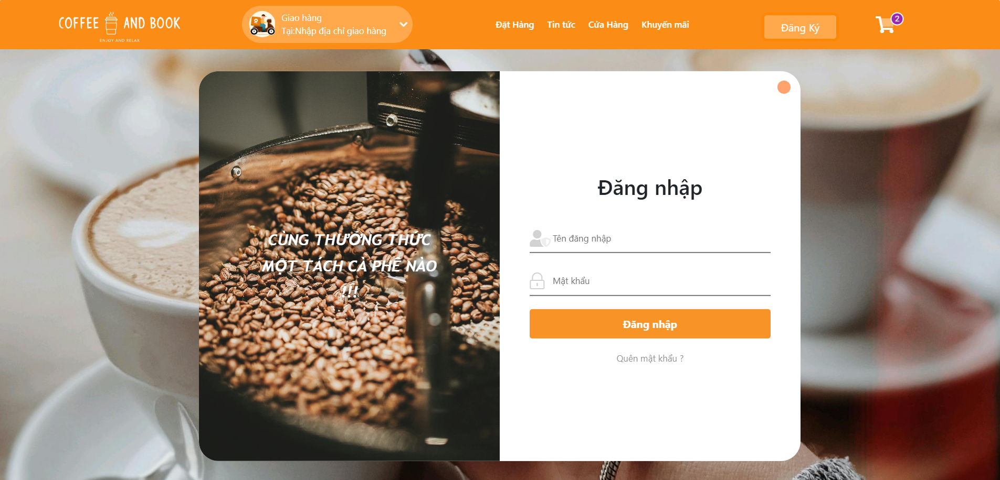 COFFEE AND BOOK
ENJOY AND RELAX
Giao hàng
Tại:Nhập địa chỉ giao hàng
Đặt Hàng
Tin tức
Cửa Hàng
Khuyến mãi
Đăng Ký
2
CÙNG THƯỞNG THỨC
MỘT TÁCH CÀ PHÊ NÀO
!!!
Đăng nhập
Tên đăng nhập
Mật khẩu
Đăng nhập
Quên mật khẩu ?